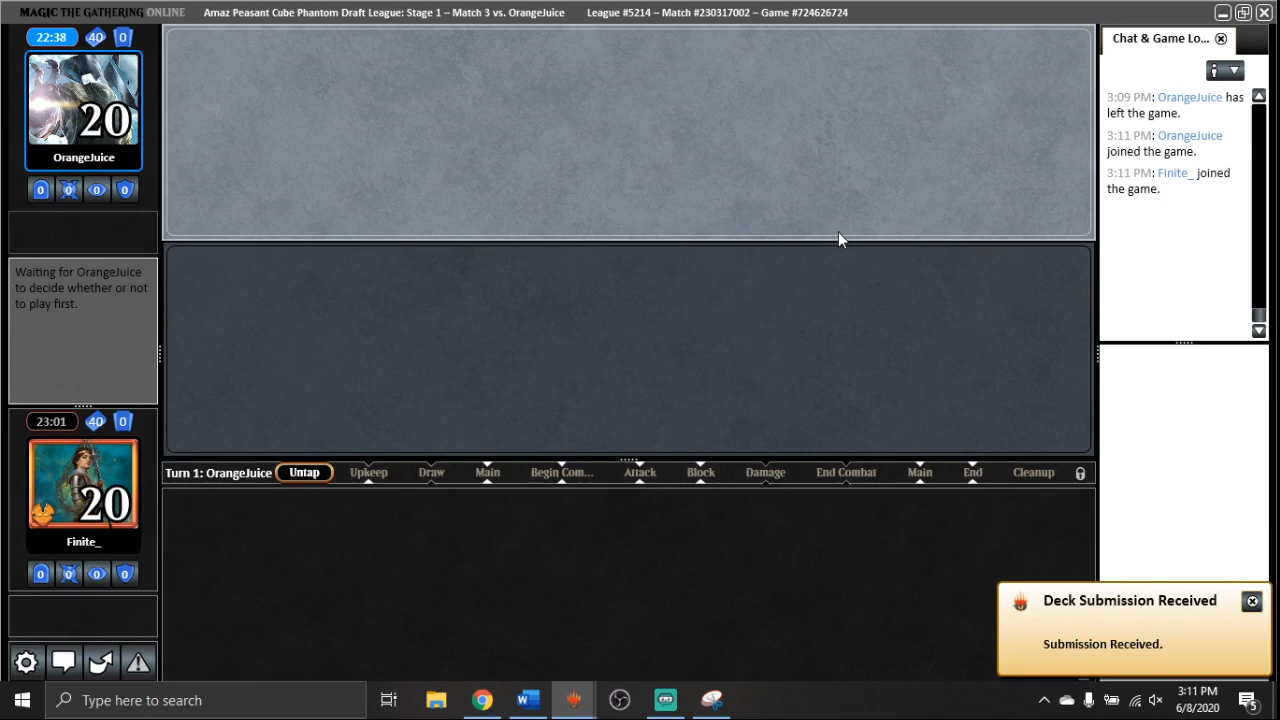 MAGIC THE GATHERING ONLINE Amaz Peasant Cube Phantom Draft League: Stage 1 – Match 3 vs. OrangeJuice League #5214 – Match #230317002 – Game #724626724
22:38 40 0
20
OrangeJuice
0 0 0 0
Waiting for OrangeJuice
to decide whether or not
to play first.
23:01 40 0
20
Finite_
0 0 0 0
Turn 1: OrangeJuice Untap Upkeep Draw Main Begin Com... Attack Block Damage End Combat Main End Cleanup
Chat & Game Lo...
3:09 PM: OrangeJuice has
left the game.
3:11 PM: OrangeJuice
joined the game.
3:11 PM: Finite_ joined
the game.
Deck Submission Received
Submission Received.
Type here to search
3:11 PM
6/8/2020
5